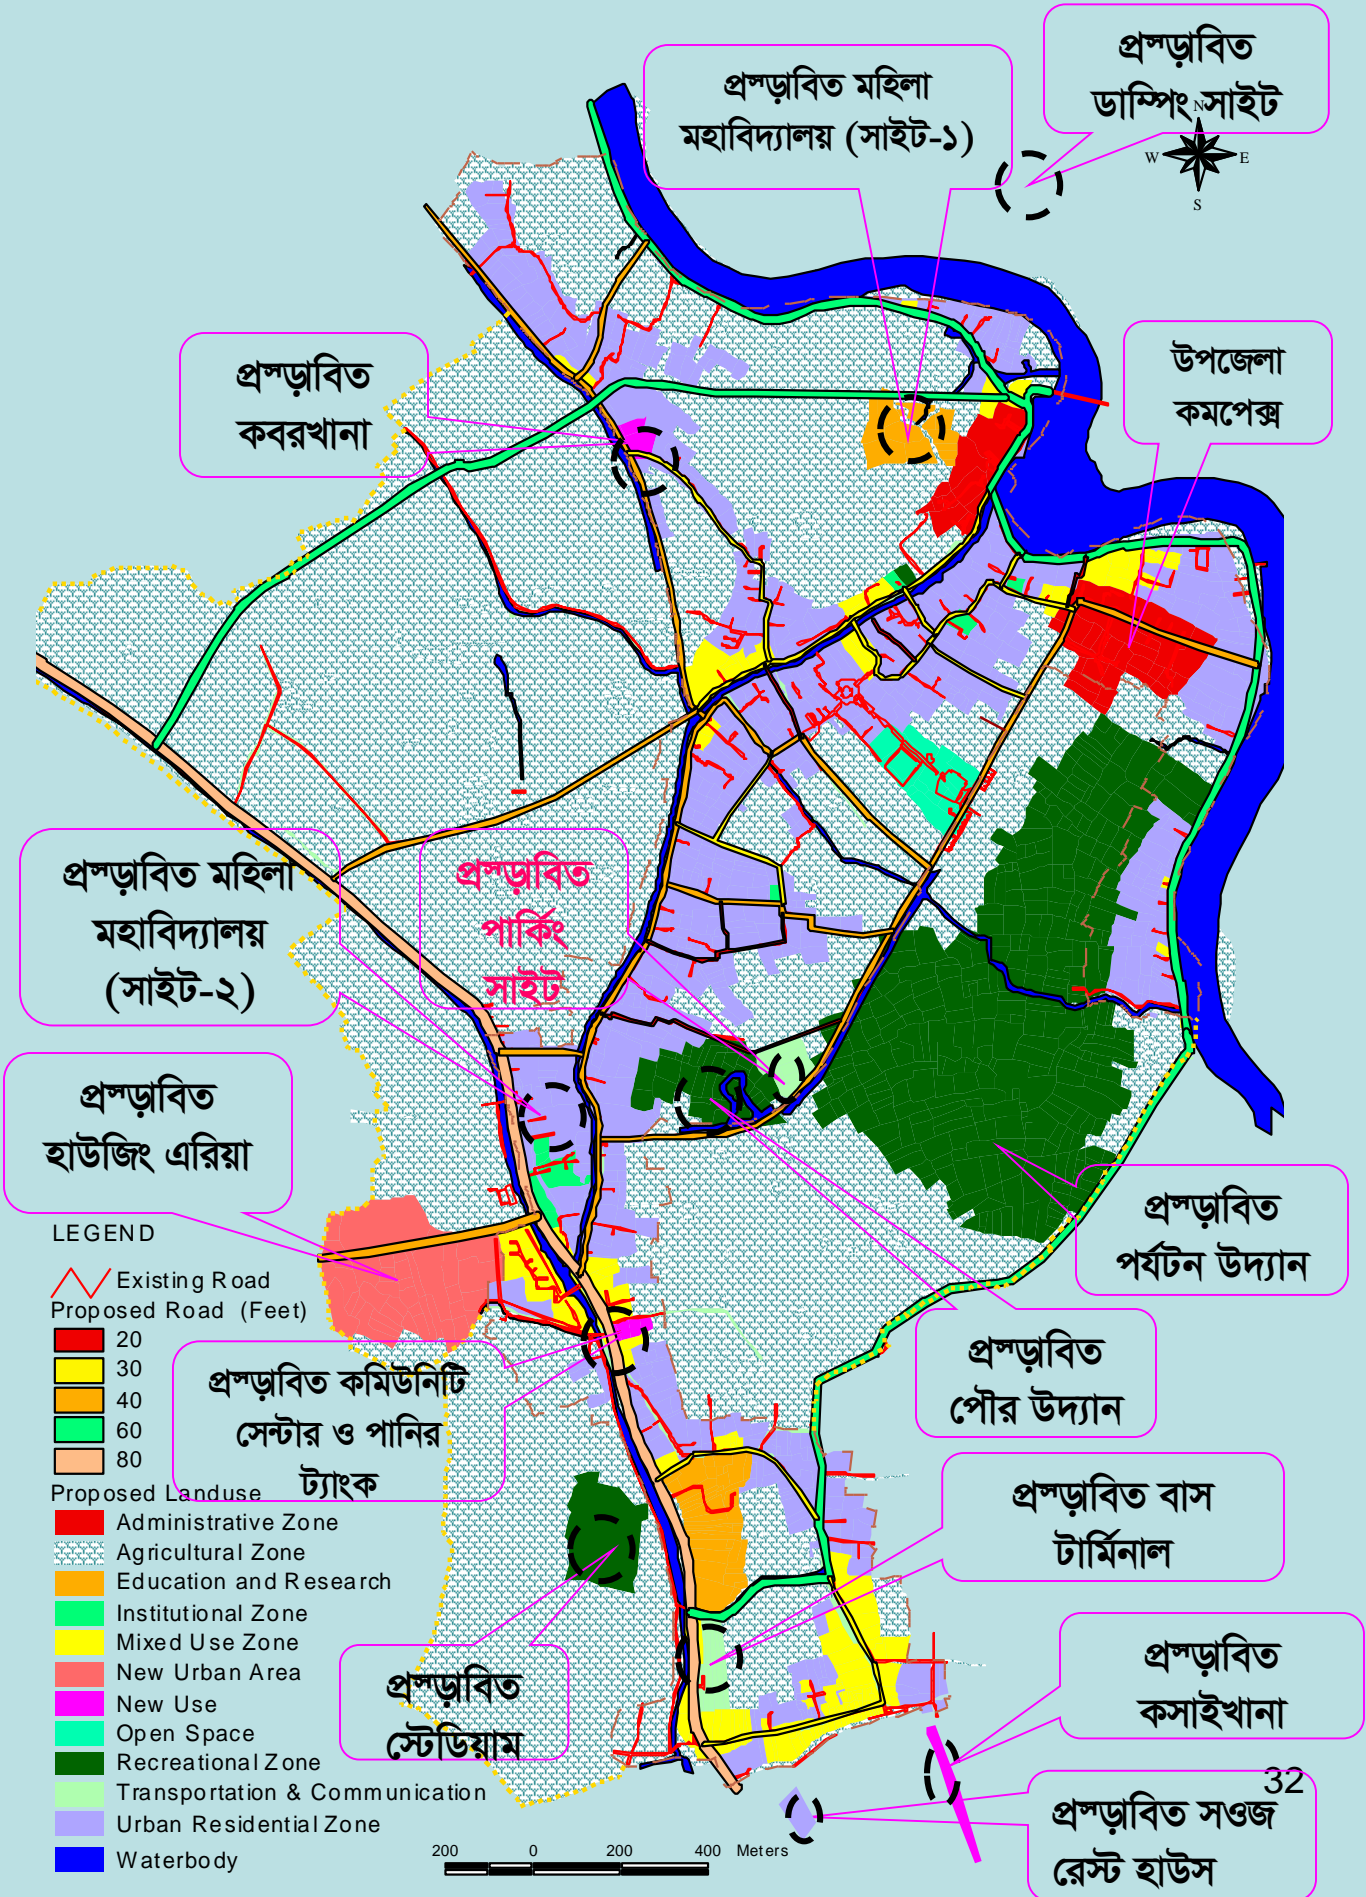 প্রস্ড়াবিত
ডাম্পিং সাইট
প্রস্ড়াবিত মহিলা
মহাবিদ্যালয় (সাইট-১)
N
W E
S
উপজেলা
কমপেক্স
প্রস্ড়াবিত
কবরখানা
প্রস্ড়াবিত মহিলা
মহাবিদ্যালয়
(সাইট-২)
প্রস্ড়াবিত
পার্কিং
সাইট
প্রস্ড়াবিত
হাউজিং এরিয়া
প্রস্ড়াবিত
পর্যটন উদ্যান
প্রস্ড়াবিত
পৌর উদ্যান
প্রস্ড়াবিত কমিউনিটি
সেন্টার ও পানির
ট্যাংক
প্রস্ড়াবিত বাস
টার্মিনাল
প্রস্ড়াবিত
স্টেডিয়াম
প্রস্ড়াবিত
কসাইখানা
প্রস্ড়াবিত সওজ
রেস্ট হাউস
32
LEGEND
Existing Road
Proposed Road (Feet)
20
30
40
60
80
Proposed Landuse
Administrative Zone
Agricultural Zone
Education and Research
Institutional Zone
Mixed Use Zone
New Urban Area
New Use
Open Space
Recreational Zone
Transportation & Communication
Urban Residential Zone
Waterbody
200 0 200 400 Meters